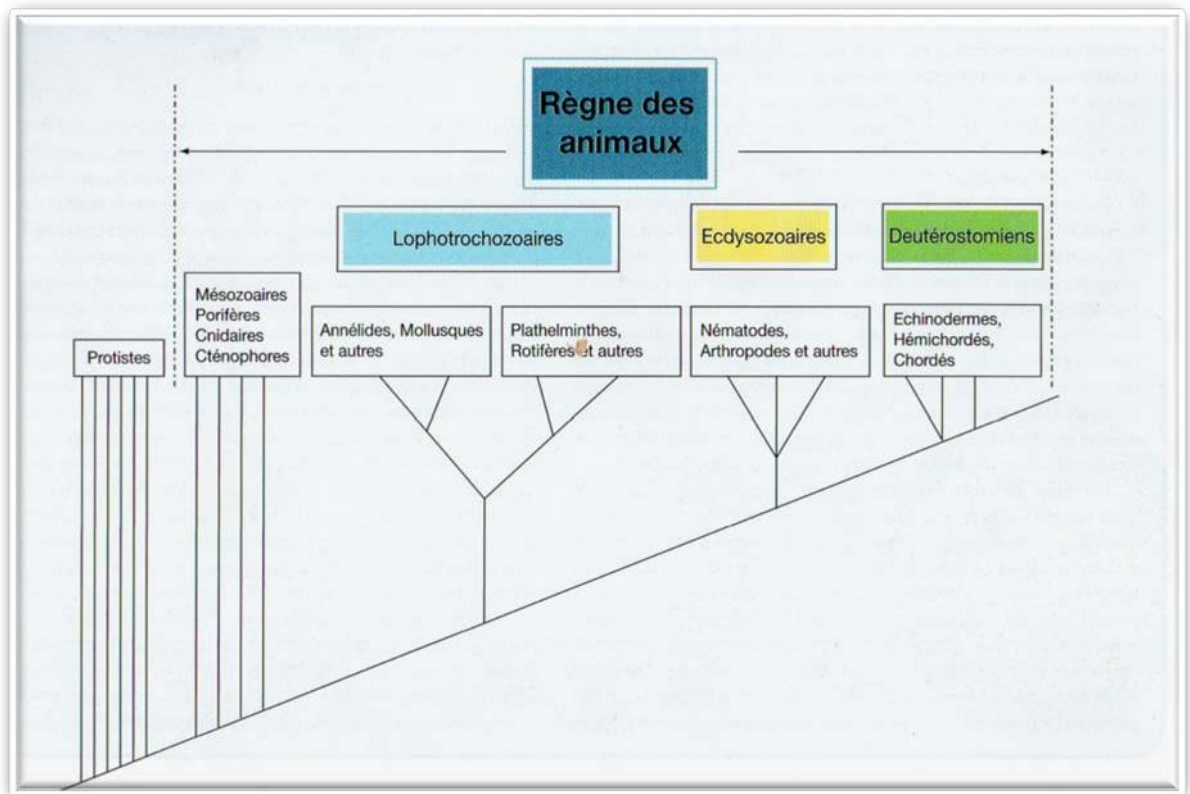 Règne des
animaux
Lophotrochozoaires
Ecdysozoaires
Deutérostomiens
Protistes
Mésozoaires
Porifères
Cnidaires
Cténophores
Annélides, Mollusques
et autres
Plathelminthes,
Rotifères et autres
Nématodes,
Arthropodes et autres
Echinodermes,
Hémichordés,
Chordés